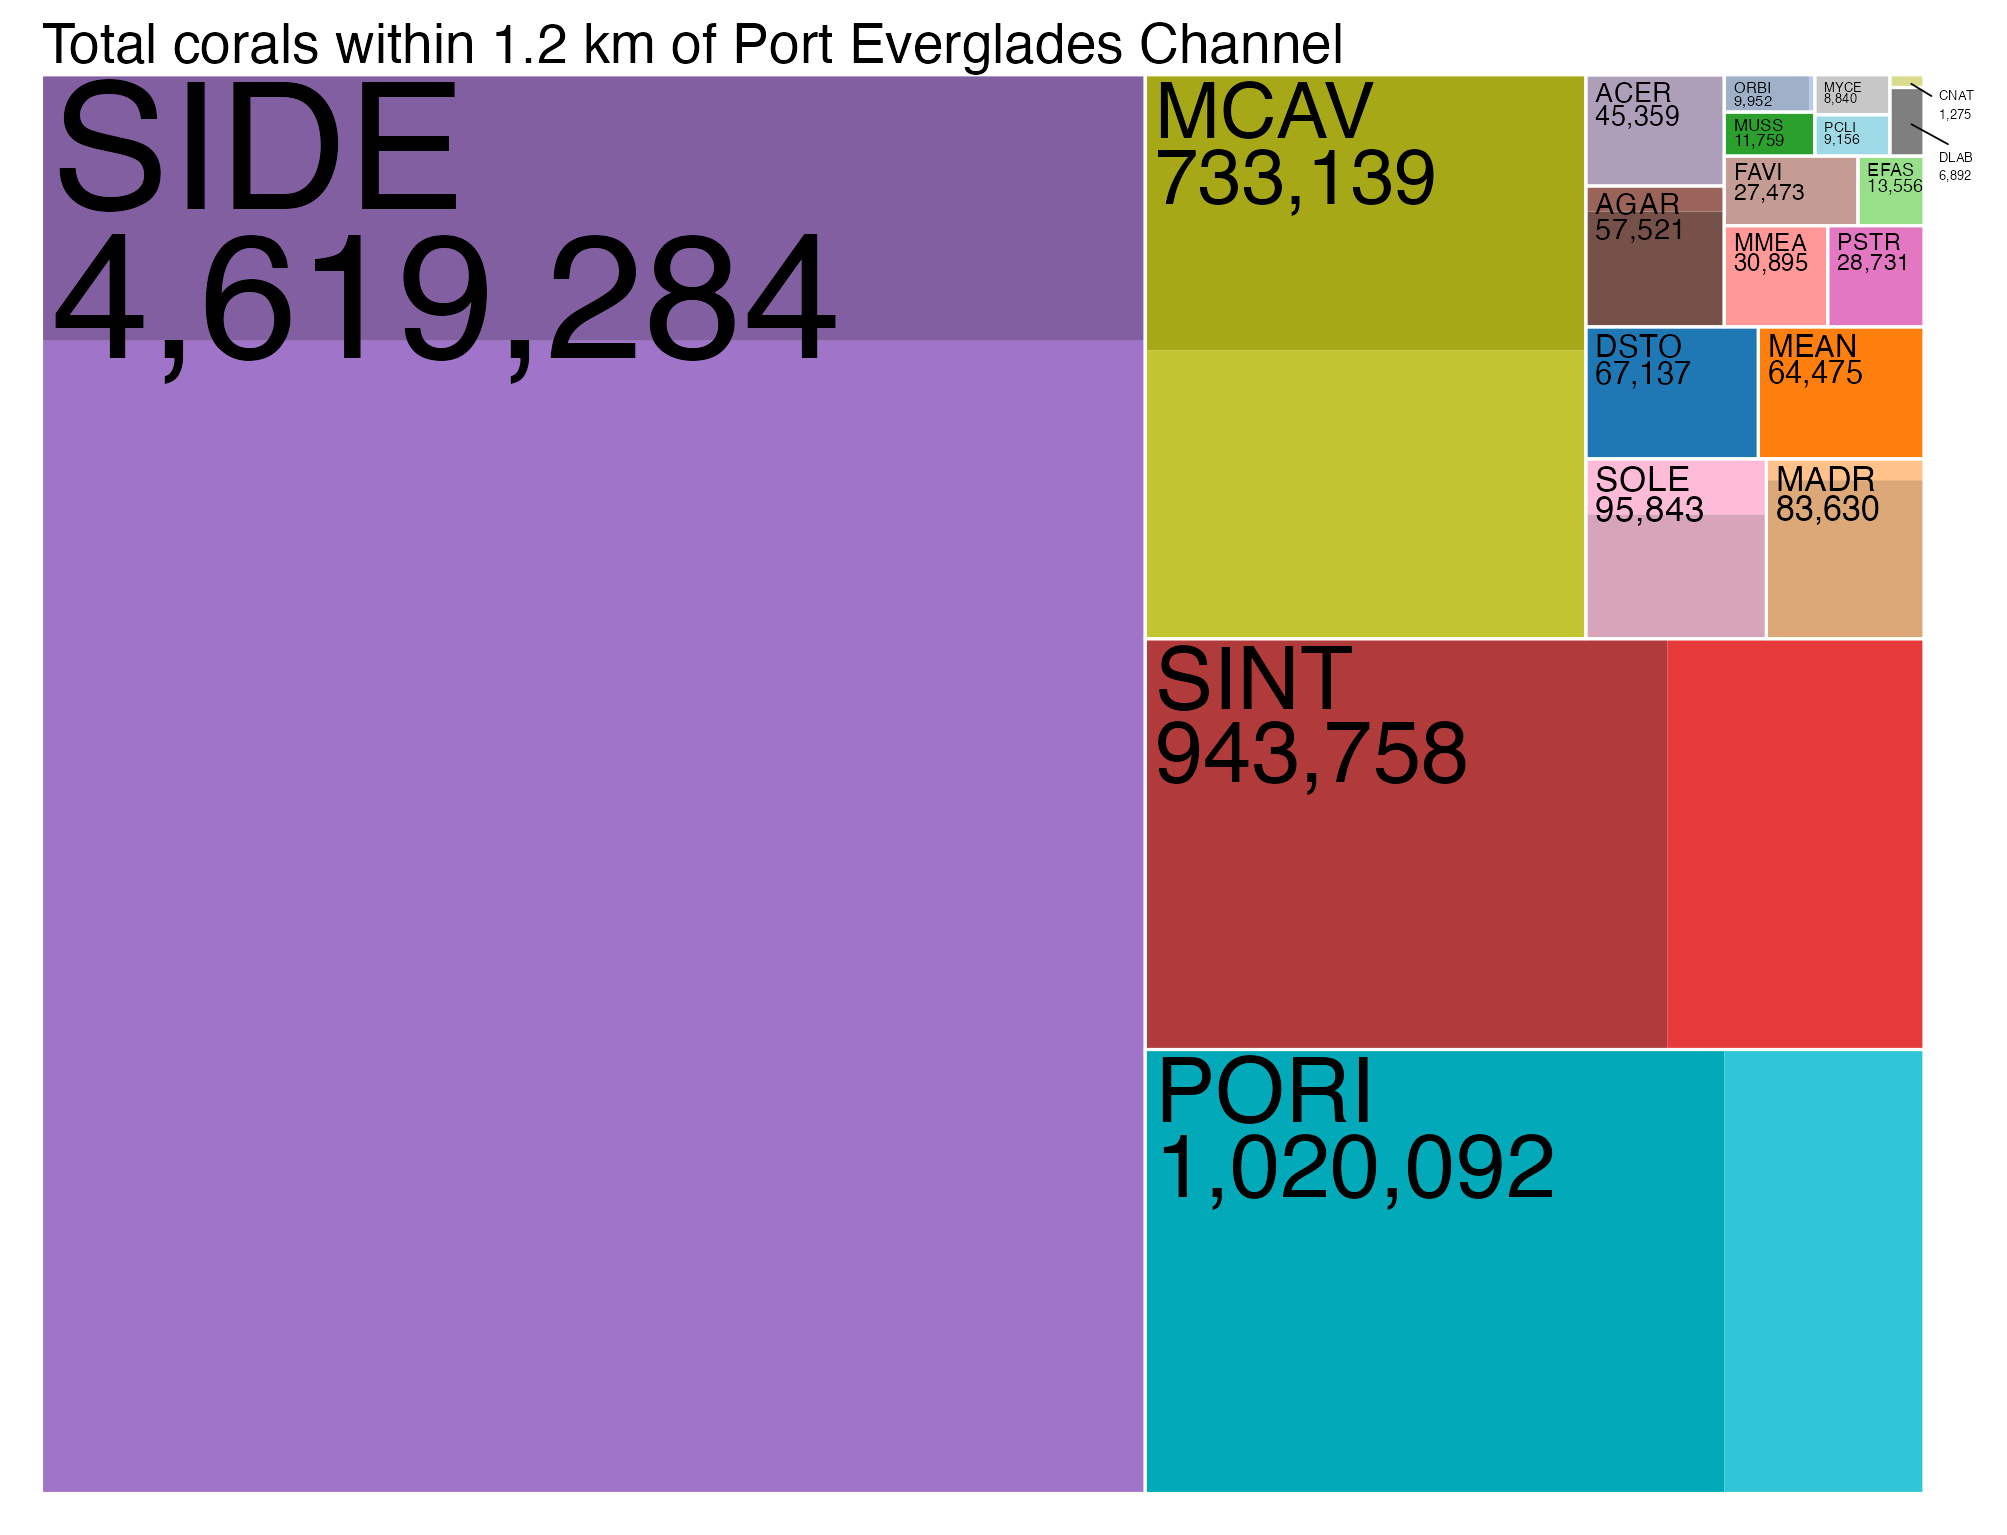 Total corals within 1.2 km of Port Everglades Channel
SIDE
4,619,284
MCAV
733,139
ACER
45,359
ORBI
9,952
MYCE
8,840
CNAT
1,275
MUSS
11,759
PCLI
9,156
DLAB
6,892
FAVI
27,473
EFAS
13,556
AGAR
57,521
MMEA
30,895
PSTR
28,731
DSTO
67,137
MEAN
64,475
SOLE
95,843
MADR
83,630
SINT
943,758
PORI
1,020,092